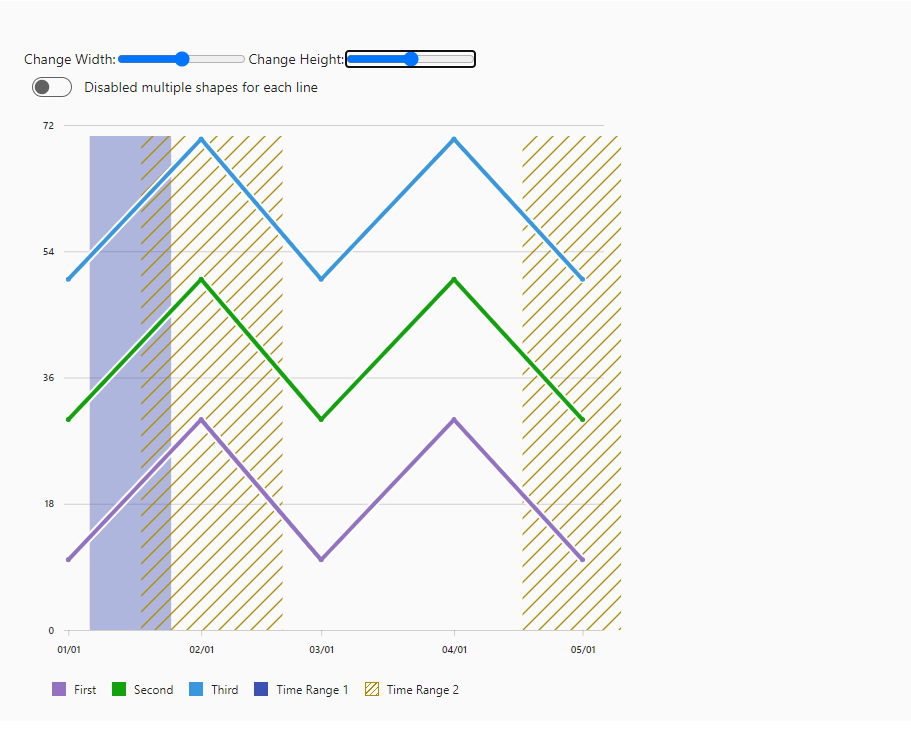 Change Width: Change Height:
Disabled multiple shapes for each line
72
54
36
18
0
01/01 02/01 03/01 04/01 05/01
First Second Third Time Range 1 Time Range 2